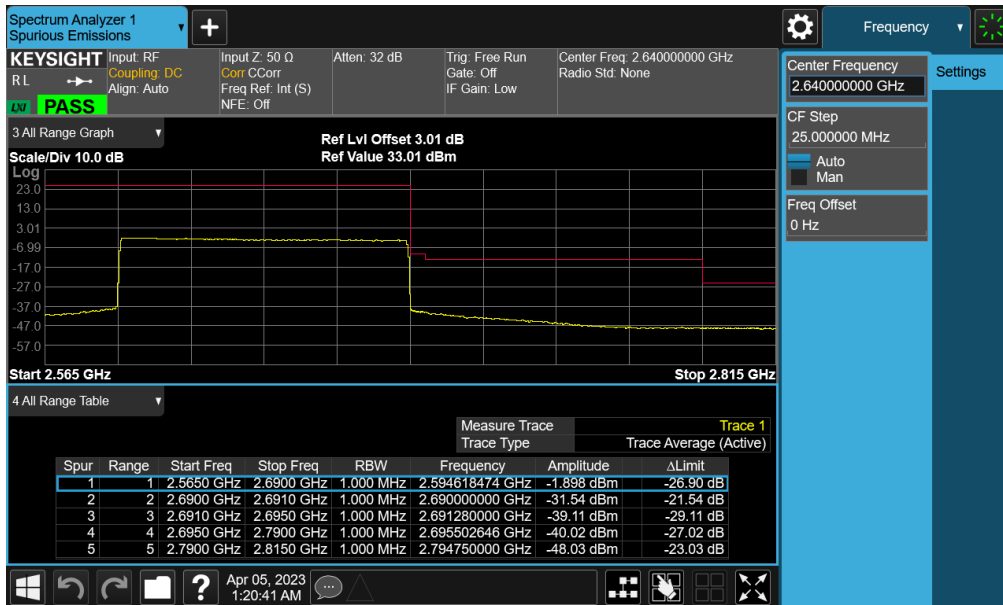 Spectrum Analyzer 1
Spurious Emissions
+
Frequency
KEYSIGHT
R L
LXI PASS
Input: RF
Coupling: DC
Align: Auto
Input Z: 50 Ω
Corr CCorr
Freq Ref: Int (S)
NFE: Off
Atten: 32 dB
Trig: Free Run
Gate: Off
IF Gain: Low
Center Freq: 2.640000000 GHz
Radio Std: None
Center Frequency
2.640000000 GHz
Settings
CF Step
25.000000 MHz
Auto
Man
Freq Offset
0 Hz
3 All Range Graph
Scale/Div 10.0 dB
Ref Lvl Offset 3.01 dB
Ref Value 33.01 dBm
Log
23.0
13.0
3.01
-6.99
-17.0
-27.0
-37.0
-47.0
-57.0
Start 2.565 GHz Stop 2.815 GHz
4 All Range Table
Measure Trace Trace 1
Trace Type Trace Average (Active)
Spur Range Start Freq Stop Freq RBW Frequency Amplitude ΔLimit
1 1 2.5650 GHz 2.6900 GHz 1.000 MHz 2.594618474 GHz -1.898 dBm -26.90 dB
2 2 2.6900 GHz 2.6910 GHz 1.000 MHz 2.690000000 GHz -31.54 dBm -21.54 dB
3 3 2.6910 GHz 2.6950 GHz 1.000 MHz 2.691280000 GHz -39.11 dBm -29.11 dB
4 4 2.6950 GHz 2.7900 GHz 1.000 MHz 2.695502646 GHz -40.02 dBm -27.02 dB
5 5 2.7900 GHz 2.8150 GHz 1.000 MHz 2.794750000 GHz -48.03 dBm -23.03 dB
?
Apr 05, 2023
1:20:41 AM